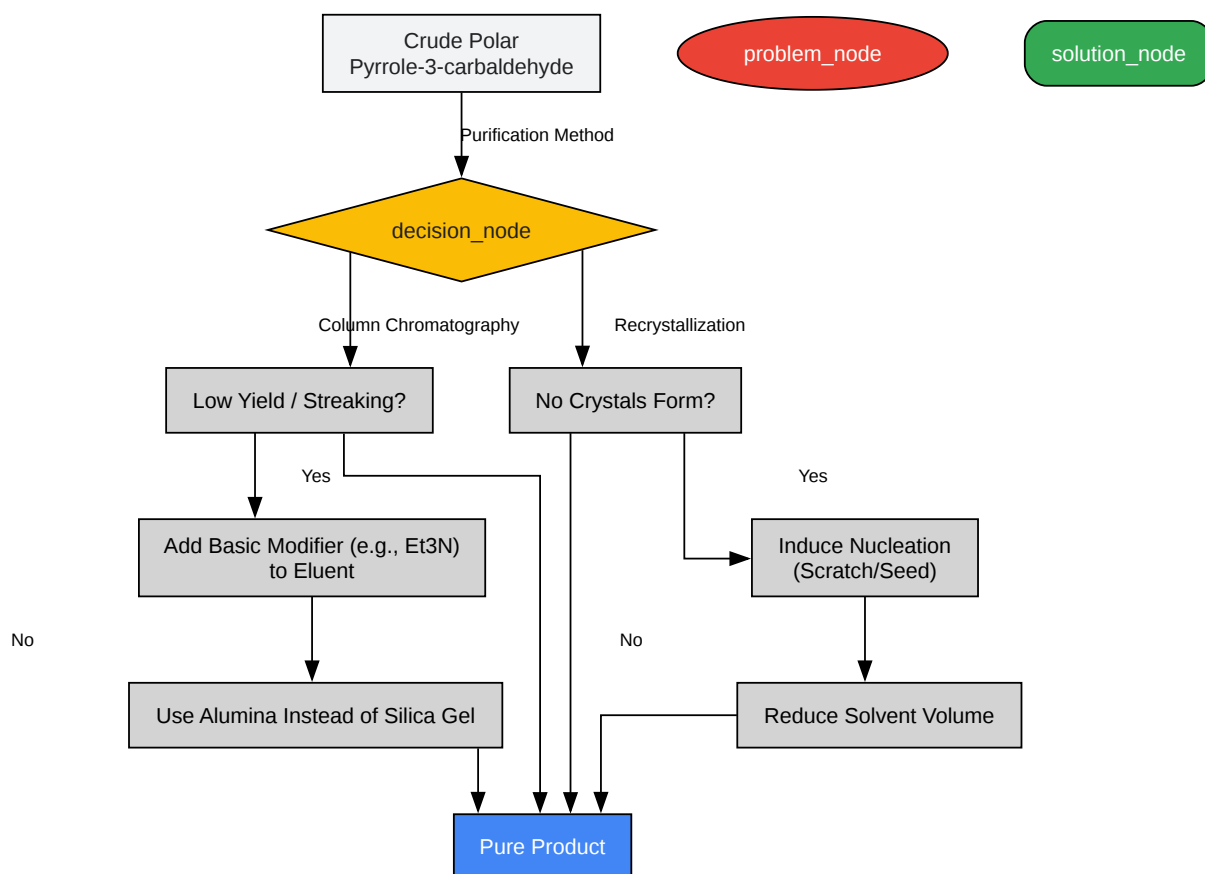 Crude Polar
Pyrrole-3-carbaldehyde
problem_node
solution_node
Purification Method
decision_node
Column Chromatography
Recrystallization
Low Yield / Streaking?
No Crystals Form?
Yes
Yes
Add Basic Modifier (e.g., Et3N)
to Eluent
Induce Nucleation
(Scratch/Seed)
No
No
Use Alumina Instead of Silica Gel
Reduce Solvent Volume
Pure Product